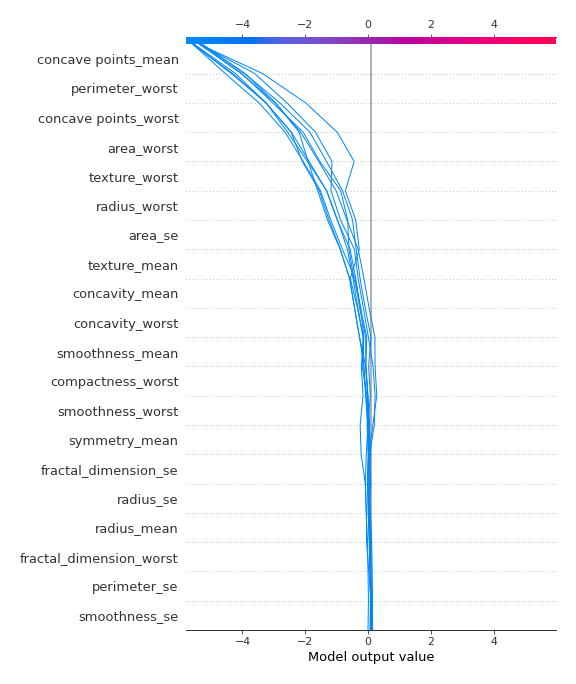 −4 −2 0 2 4
concave points_mean
perimeter_worst
concave points_worst
area_worst
texture_worst
radius_worst
area_se
texture_mean
concavity_mean
concavity_worst
smoothness_mean
compactness_worst
smoothness_worst
symmetry_mean
fractal_dimension_se
radius_se
radius_mean
fractal_dimension_worst
perimeter_se
smoothness_se
−4 −2 0 2 4
Model output value